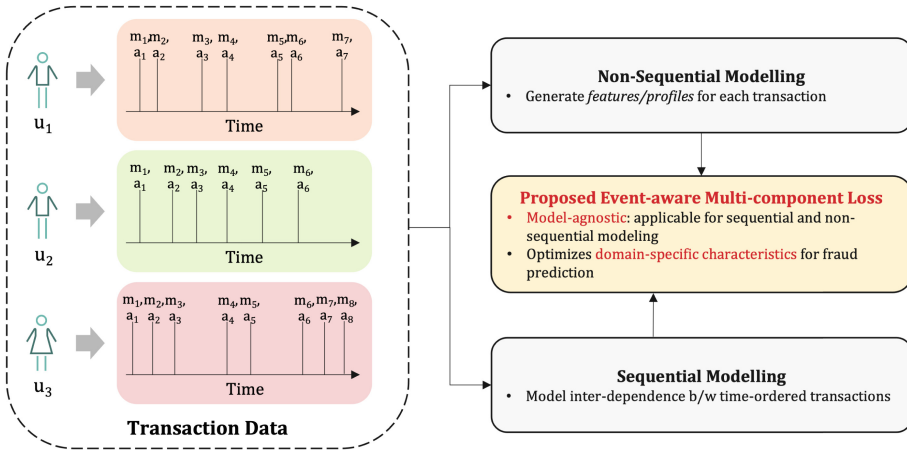 m1, m2, m3, m4, m5, m6, m7,
a1 a2 a3 a4 a5 a6 a7
Time
u1
m1, m2, m3, m4, m5, m6,
a1 a2 a3 a4 a5 a6
Time
u2
m1, m2, m3, m4, m5, m6, m7, m8,
a1 a2 a3 a4 a5 a6 a7 a8
Time
u3
Transaction Data
Non-Sequential Modelling
• Generate features/profiles for each transaction
Proposed Event-aware Multi-component Loss
• Model-agnostic: applicable for sequential and non-
sequential modeling
• Optimizes domain-specific characteristics for fraud
prediction
Sequential Modelling
• Model inter-dependence b/w time-ordered transactions